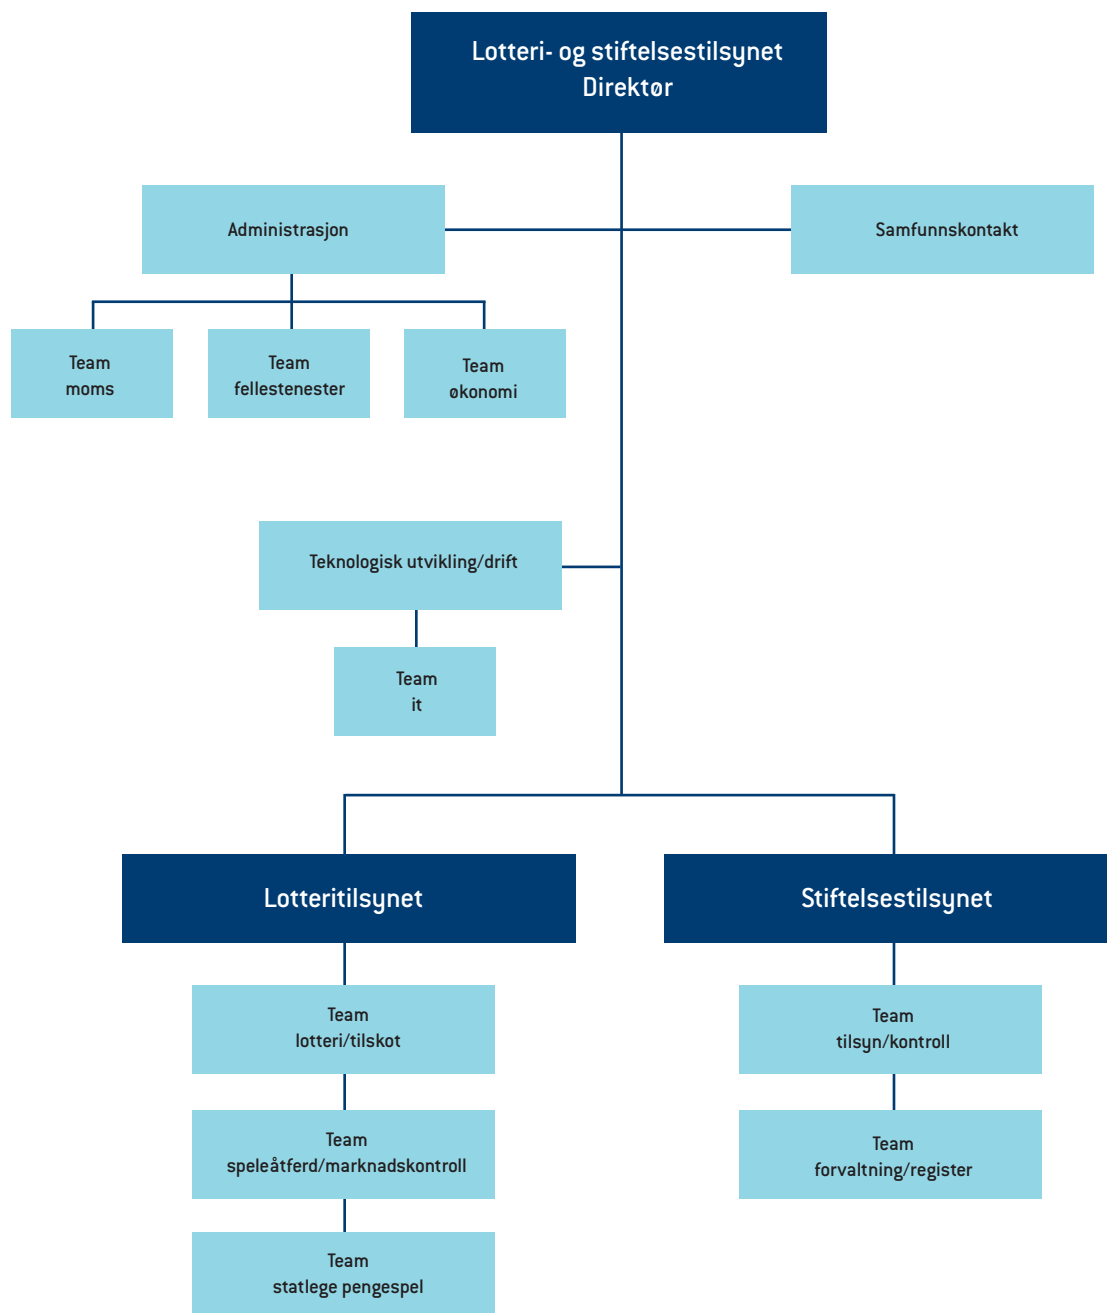 Lotteri- og stiftelsestilsynet
Direktør
Administrasjon
Samfunnskontakt
Team
moms
Team
fellestenester
Team
økonomi
Teknologisk utvikling/drift
Team
it
Lotteritilsynet
Stiftelsestilsynet
Team
lotteri/tilskot
Team
tilsyn/kontroll
Team
speleåtferd/marknadskontroll
Team
forvaltning/register
Team
statlege pengespel